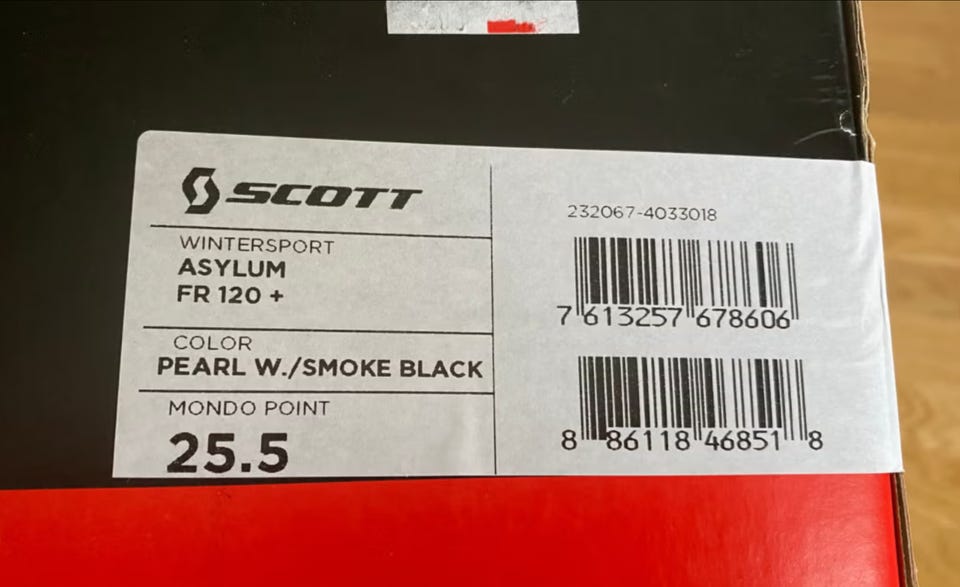 SCOTT
WINTERSPORT
ASYLUM
FR 120 +
COLOR
PEARL W./SMOKE BLACK
MONDO POINT
25.5
232067-4033018
7 613257 678606
8 86118 46851 8